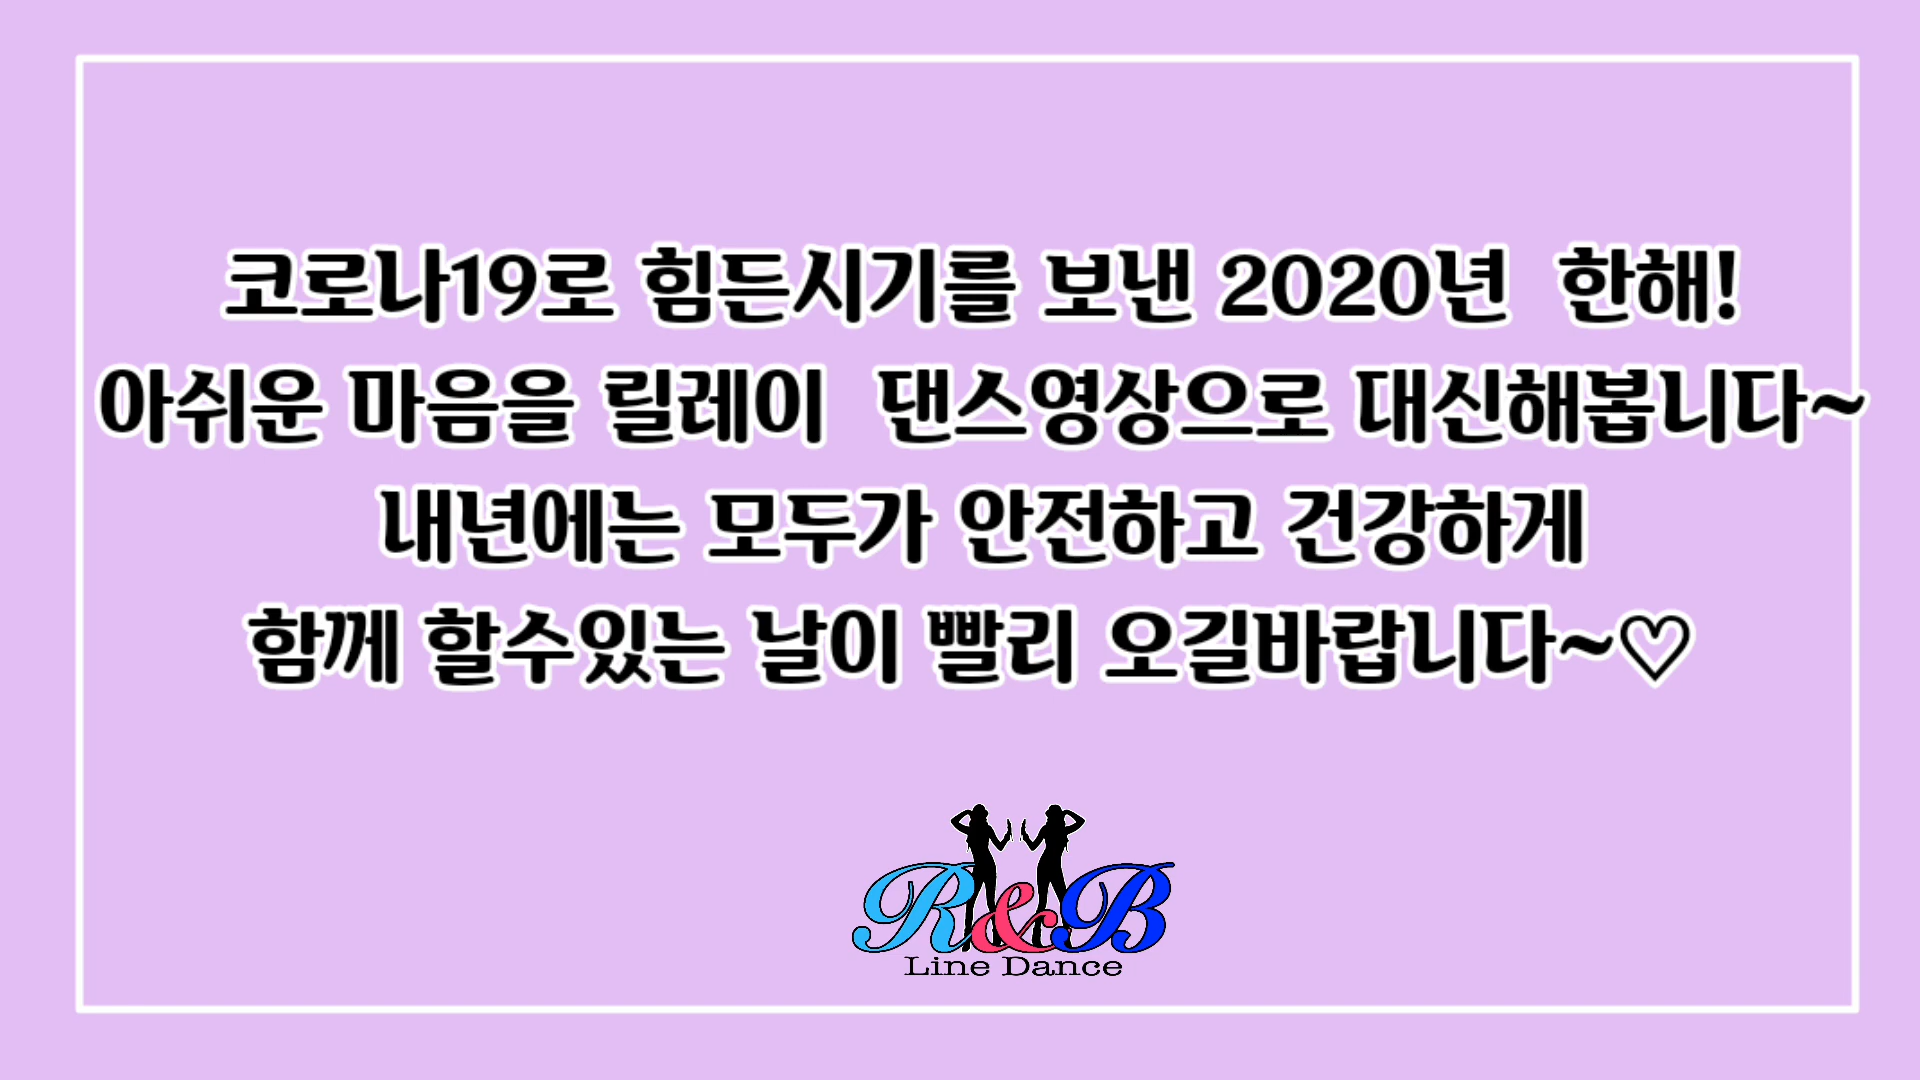 코로나19로 힘든시기를 보낸 2020년 한해!
아쉬운 마음을 릴레이 댄스영상으로 대신해봅니다~
내년에는 모두가 안전하고 건강하게
함께 할수있는 날이 빨리 오길바랍니다~♡
R&B
Line Dance